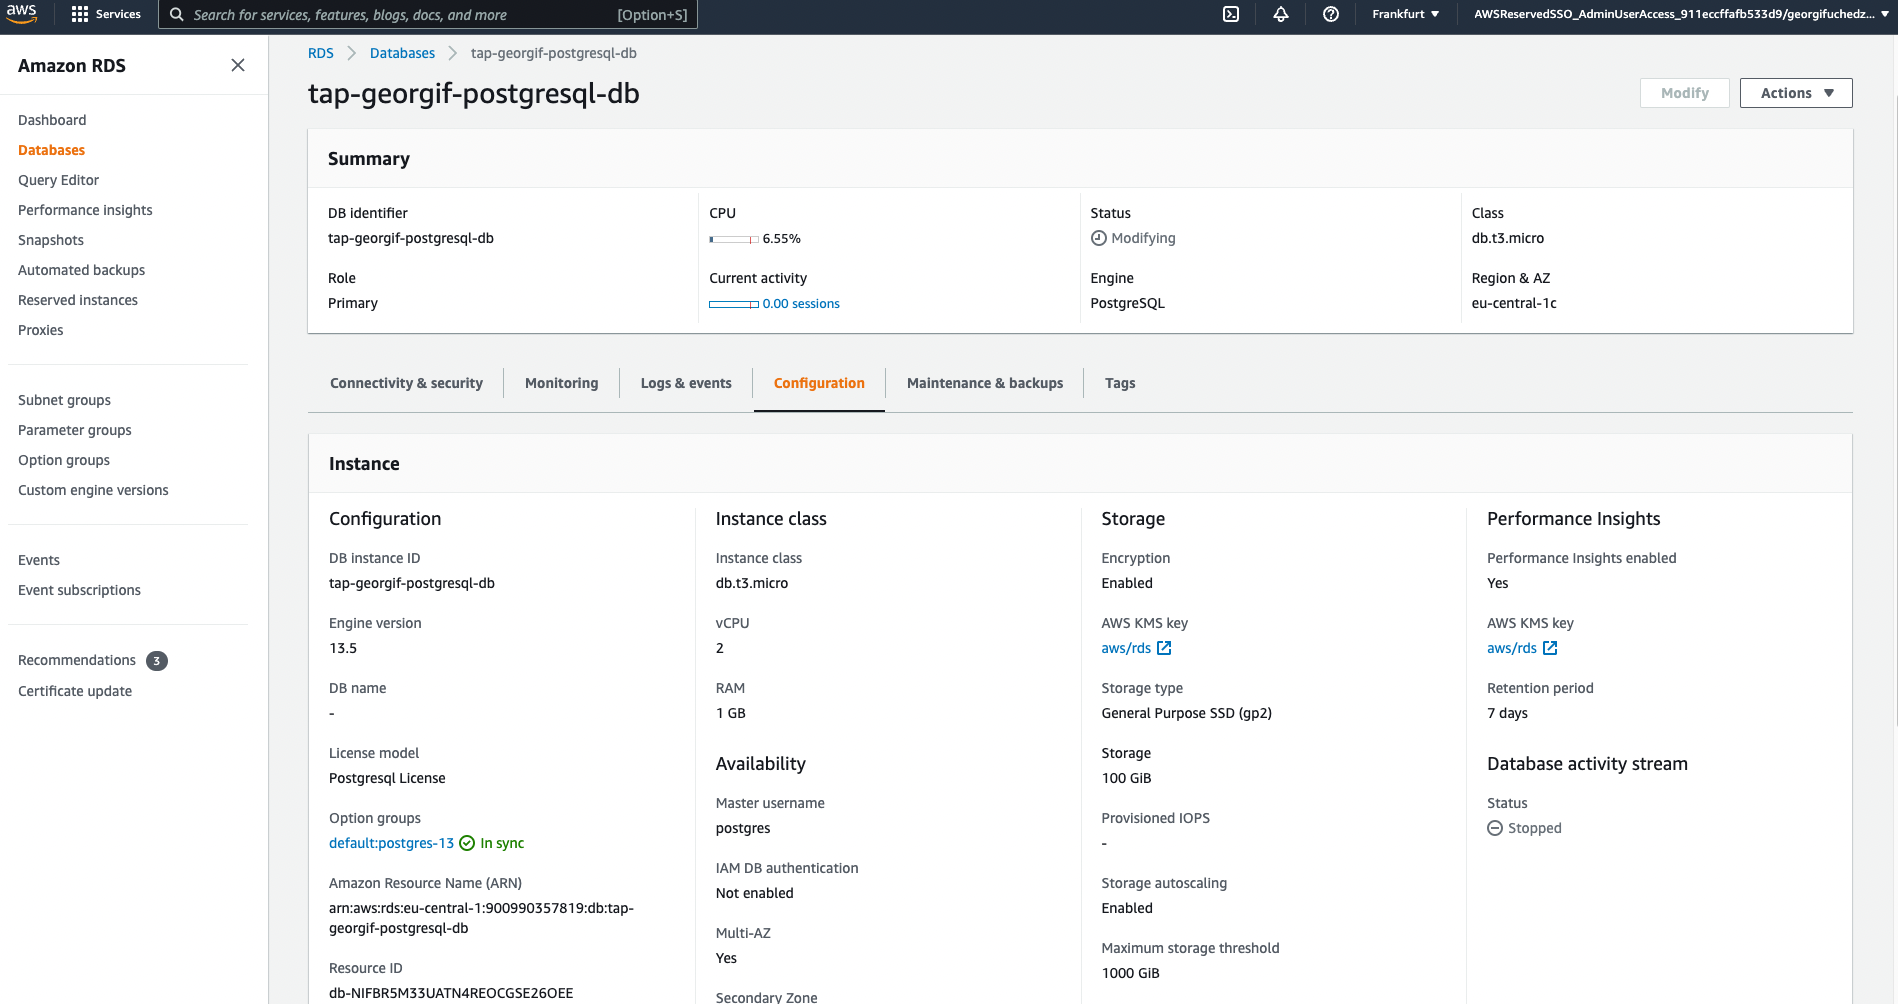 aws
Services
Search for services, features, blogs, docs, and more
[Option+S]
Frankfurt
AWSReservedSSO_AdminUserAccess_911eccffafb533d9/georgifuchedz...
Amazon RDS
Dashboard
Databases
Query Editor
Performance insights
Snapshots
Automated backups
Reserved instances
Proxies
Subnet groups
Parameter groups
Option groups
Custom engine versions
Events
Event subscriptions
Recommendations 3
Certificate update
RDS
Databases
tap-georgif-postgresql-db
tap-georgif-postgresql-db
Modify
Actions
Summary
DB identifier
tap-georgif-postgresql-db
Role
Primary
CPU
6.55%
Current activity
0.00 sessions
Status
Modifying
Engine
PostgreSQL
Class
db.t3.micro
Region & AZ
eu-central-1c
Connectivity & security
Monitoring
Logs & events
Configuration
Maintenance & backups
Tags
Instance
Configuration
DB instance ID
tap-georgif-postgresql-db
Engine version
13.5
DB name
-
License model
Postgresql License
Option groups
default:postgres-13 In sync
Amazon Resource Name (ARN)
arn:aws:rds:eu-central-1:900990357819:db:tap-
georgif-postgresql-db
Resource ID
db-NIFBR5M33UATN4REOCGSE26OEE
Instance class
Instance class
db.t3.micro
vCPU
2
RAM
1 GB
Availability
Master username
postgres
IAM DB authentication
Not enabled
Multi-AZ
Yes
Secondary Zone
Storage
Encryption
Enabled
AWS KMS key
aws/rds
Storage type
General Purpose SSD (gp2)
Storage
100 GiB
Provisioned IOPS
-
Storage autoscaling
Enabled
Maximum storage threshold
1000 GiB
Performance Insights
Performance Insights enabled
Yes
AWS KMS key
aws/rds
Retention period
7 days
Database activity stream
Status
Stopped